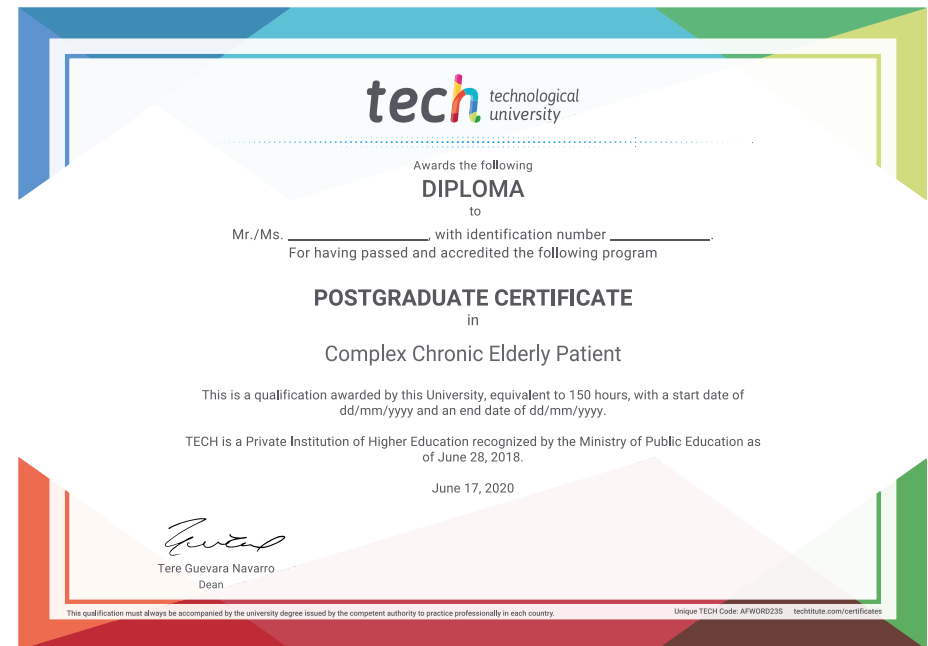 tech technological
university
Awards the following
DIPLOMA
to
Mr./Ms. ____________________, with identification number ______________.
For having passed and accredited the following program
POSTGRADUATE CERTIFICATE
in
Complex Chronic Elderly Patient
This is a qualification awarded by this University, equivalent to 150 hours, with a start date of
dd/mm/yyyy and an end date of dd/mm/yyyy.
TECH is a Private Institution of Higher Education recognized by the Ministry of Public Education as
of June 28, 2018.
June 17, 2020
Tere Guevara Navarro
Dean
This qualification must always be accompanied by the university degree issued by the competent authority to practice professionally in each country.
Unique TECH Code: AFWORD23S techtitute.com/certificates